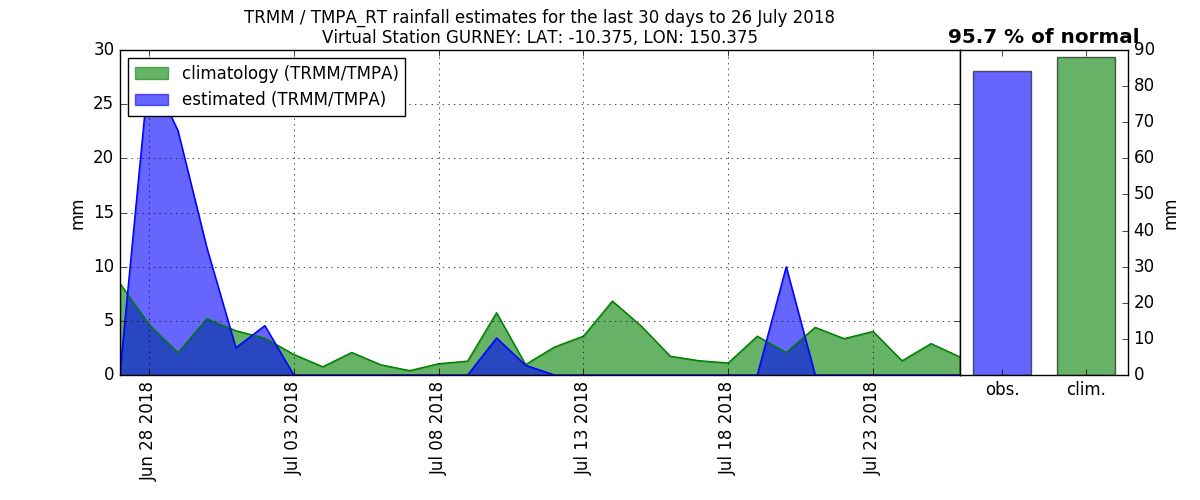 TRMM / TMPA_RT rainfall estimates for the last 30 days to 26 July 2018
Virtual Station GURNEY: LAT: -10.375, LON: 150.375
95.7 % of normal
climatology (TRMM/TMPA)
estimated (TRMM/TMPA)
30
25
20
15
10
5
0
mm
Jun 28 2018
Jul 03 2018
Jul 08 2018
Jul 13 2018
Jul 18 2018
Jul 23 2018
obs.
clim.
90
80
70
60
50
40
30
20
10
0
mm